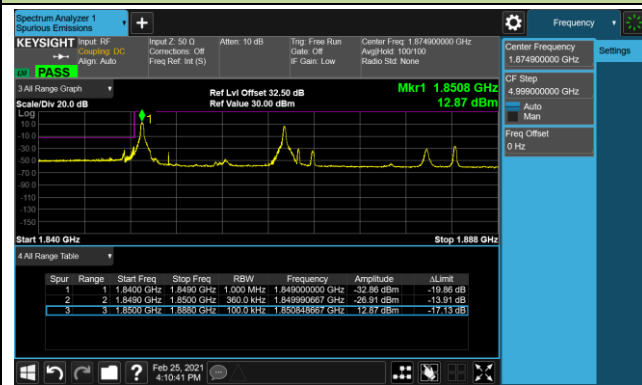 Spectrum Analyzer 1
Spurious Emissions
Frequency
KEYSIGHT Input: RF Input Z: 50 Ω Atten: 10 dB Trig: Free Run Center Freq: 1.874900000 GHz
Coupling: DC Corrections: Off Gate: Off Avg|Hold: 100/100
Align: Auto Freq Ref: Int (S) IF Gain: Low Radio Std: None
PASS
Center Frequency
1.874900000 GHz
Settings
CF Step
4.999000000 GHz
Auto
Man
Freq Offset
0 Hz
3 All Range Graph
Ref Lvl Offset 32.50 dB
Mkr1 1.8508 GHz
Scale/Div 20.0 dB
Ref Value 30.00 dBm
12.87 dBm
Log
10.0
-10.0
-30.0
-50.0
-70.0
-90.0
-110
-130
-150
1
Start 1.840 GHz
Stop 1.888 GHz
4 All Range Table
Spur Range Start Freq Stop Freq RBW Frequency Amplitude ΔLimit
1 1 1.8400 GHz 1.8490 GHz 1.000 MHz 1.849000000 GHz -32.86 dBm -19.86 dB
2 2 1.8490 GHz 1.8500 GHz 360.0 kHz 1.849990667 GHz -26.91 dBm -13.91 dB
3 3 1.8500 GHz 1.8880 GHz 100.0 kHz 1.850848667 GHz 12.87 dBm -17.13 dB
Feb 25, 2021
4:10:41 PM